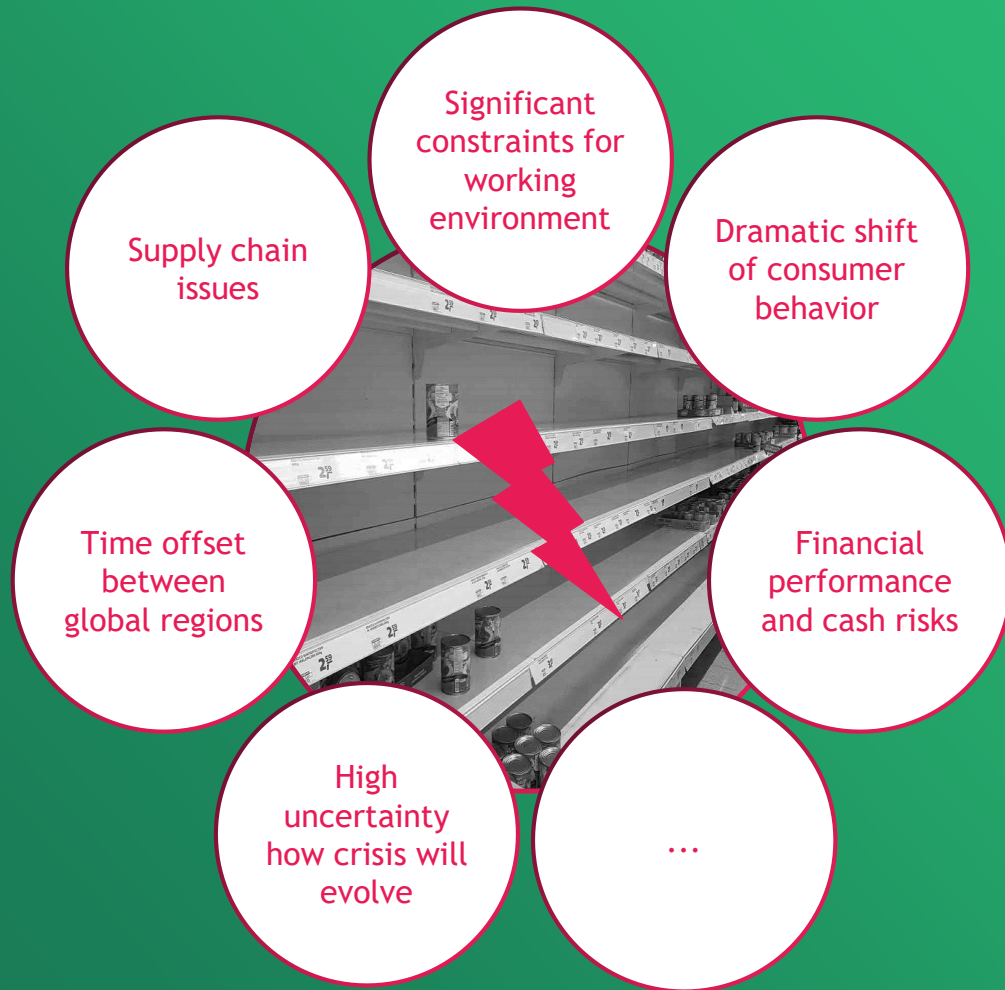 Significant
constraints for
working
environment
Dramatic shift
of consumer
behavior
Financial
performance
and cash risks
...
High
uncertainty
how crisis will
evolve
Time offset
between
global regions
Supply chain
issues